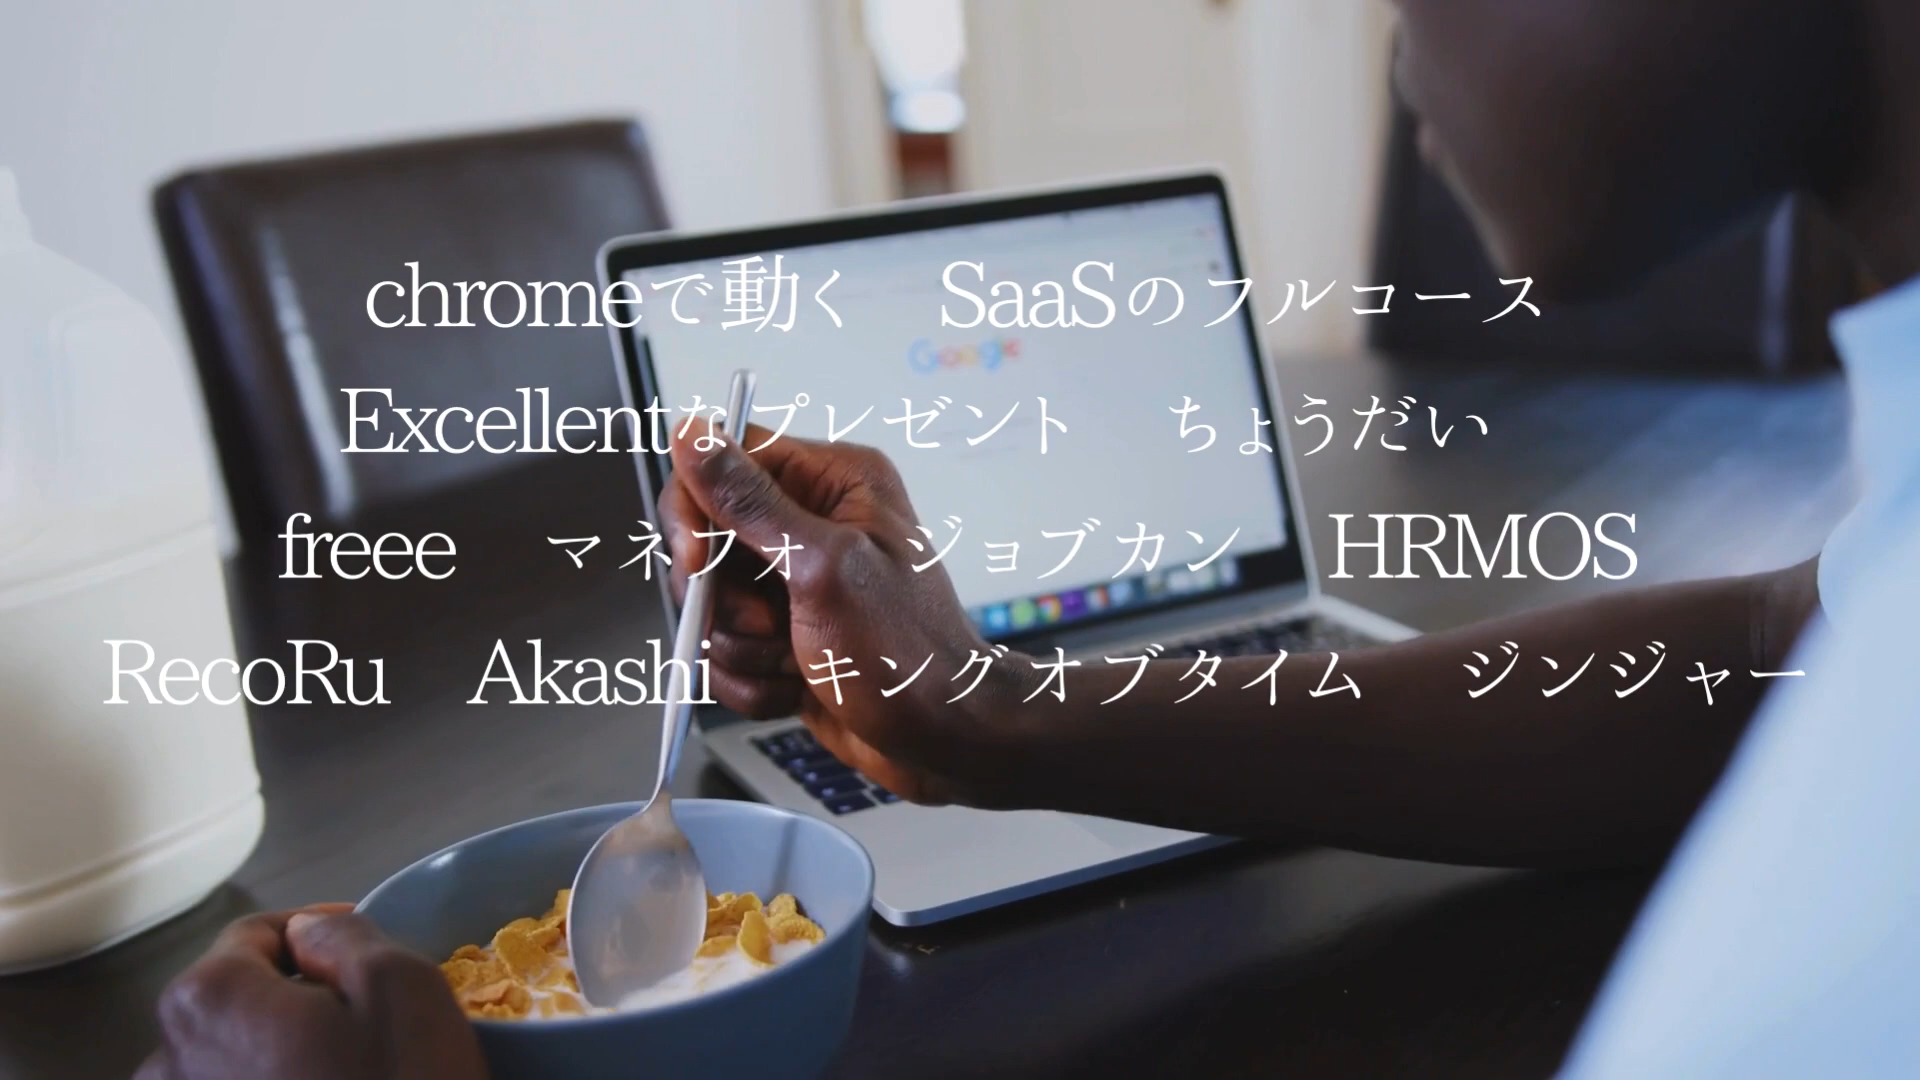 chromeで動く　SaaSのフルコース
Google
Excellentなプレゼント　ちょうだい
freee　マネフォ　ジョブカン　HRMOS
RecoRu　Akashi　キングオブタイム　ジンジャー